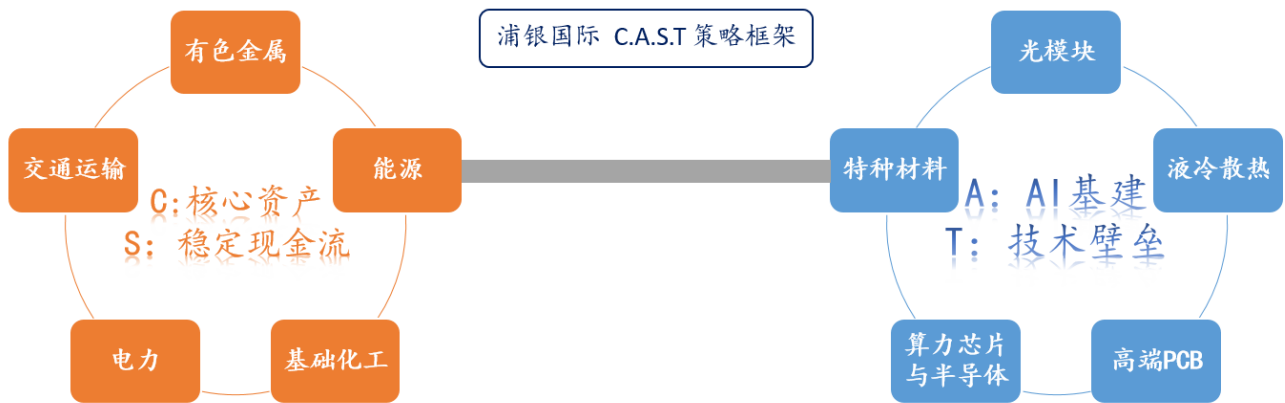 浦银国际 C.A.S.T 策略框架
有色金属
交通运输
能源
C:核心资产
S：稳定现金流
电力
基础化工
光模块
特种材料
液冷散热
A：AI基建
T：技术壁垒
算力芯片
与半导体
高端PCB